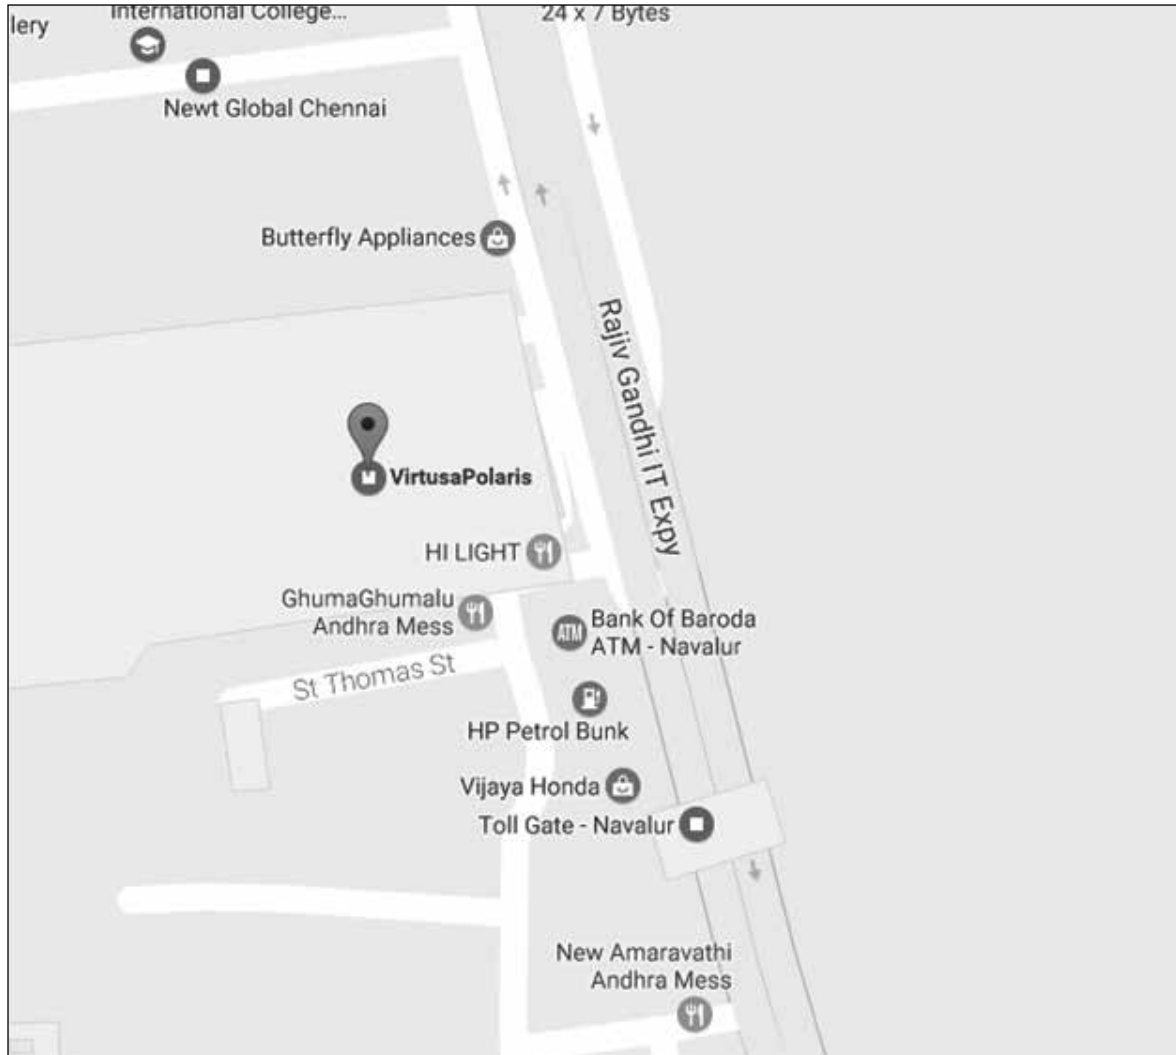 International College...
24 x 7 Bytes
lery
Newt Global Chennai
Butterfly Appliances
Rajiv Gandhi IT Expy
VirtusaPolaris
HI LIGHT
GhumaGhumalu
Andhra Mess
ATM
Bank Of Baroda
ATM - Navalur
St Thomas St
HP Petrol Bunk
Vijaya Honda
Toll Gate - Navalur
New Amaravathi
Andhra Mess